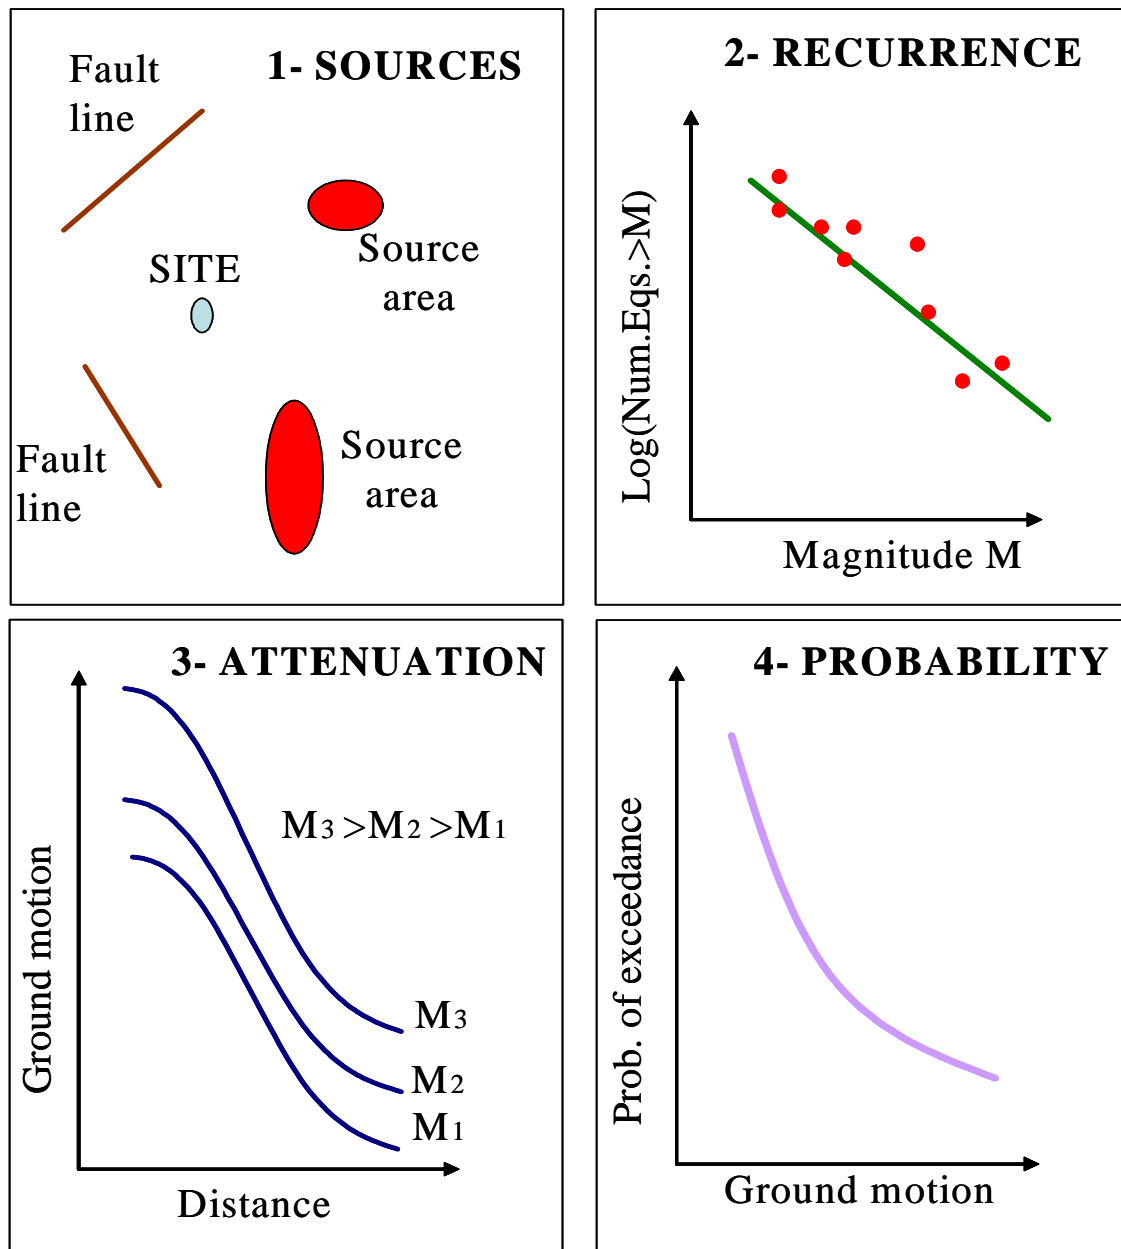 1- SOURCES
Fault
line
SITE
Source
area
Fault
line
Source
area
2- RECURRENCE
Log(Num.Eqs.>M)
Magnitude M
3- ATTENUATION
M3 >M2 >M1
Ground motion
M3
M2
M1
Distance
4- PROBABILITY
Prob. of exceedance
Ground motion